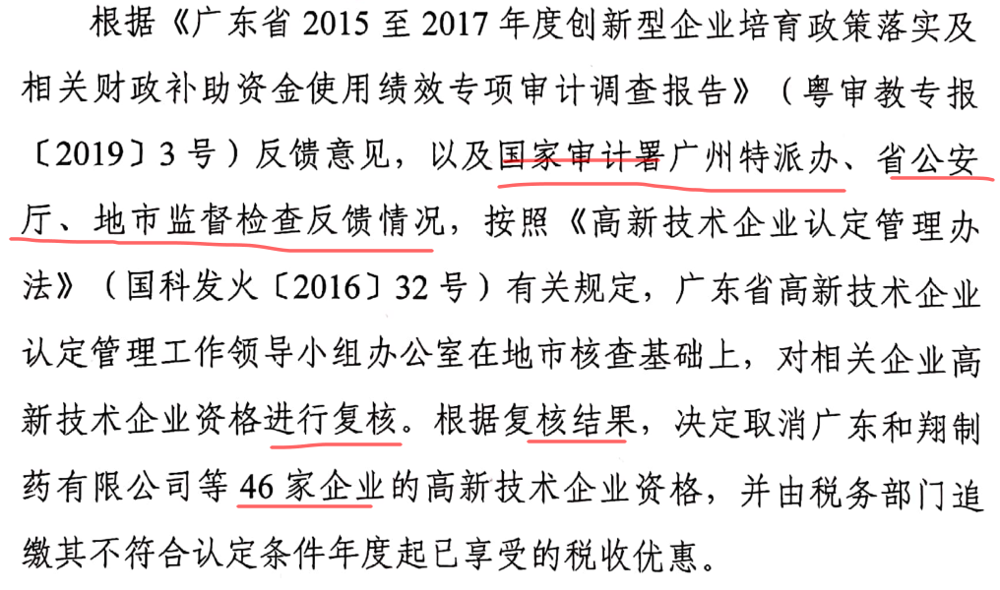 根据《广东省 2015 至 2017 年度创新型企业培育政策落实及
相关财政补助资金使用绩效专项审计调查报告》（粤审教专报
〔2019〕3 号）反馈意见，以及国家审计署广州特派办、省公安
厅、地市监督检查反馈情况，按照《高新技术企业认定管理办
法》（国科发火〔2016〕32 号）有关规定，广东省高新技术企业
认定管理工作领导小组办公室在地市核查基础上，对相关企业高
新技术企业资格进行复核。根据复核结果，决定取消广东和翔制
药有限公司等 46 家企业的高新技术企业资格，并由税务部门追
缴其不符合认定条件年度起已享受的税收优惠。